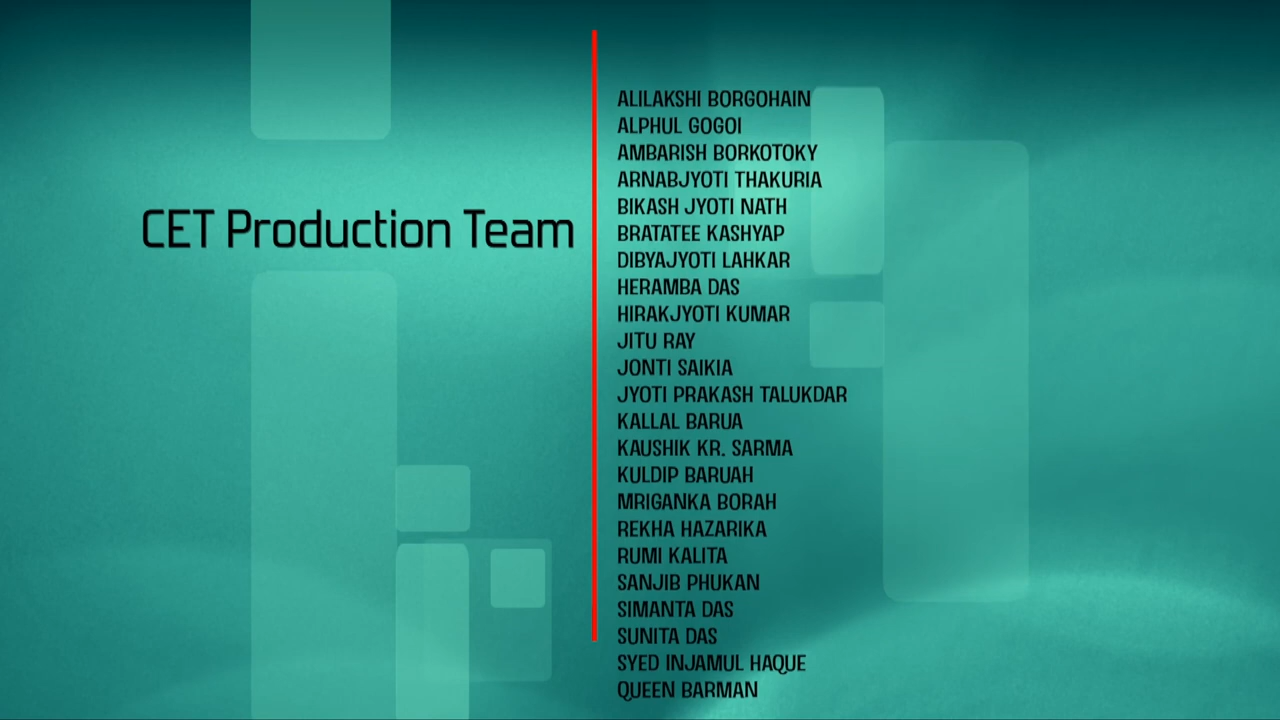 CET Production Team
ALILAKSHI BORGOHAIN
ALPHUL GOGOI
AMBARISH BORKOTOKY
ARNABJYOTI THAKURIA
BIKASH JYOTI NATH
BRATATEE KASHYAP
DIBYAJYOTI LAHKAR
HERAMBA DAS
HIRAKJYOTI KUMAR
JITU RAY
JONTI SAIKIA
JYOTI PRAKASH TALUKDAR
KALLAL BARUA
KAUSHIK KR. SARMA
KULDIP BARUAH
MRIGANKA BORAH
REKHA HAZARIKA
RUMI KALITA
SANJIB PHUKAN
SIMANTA DAS
SUNITA DAS
SYED INJAMUL HAQUE
QUEEN BARMAN